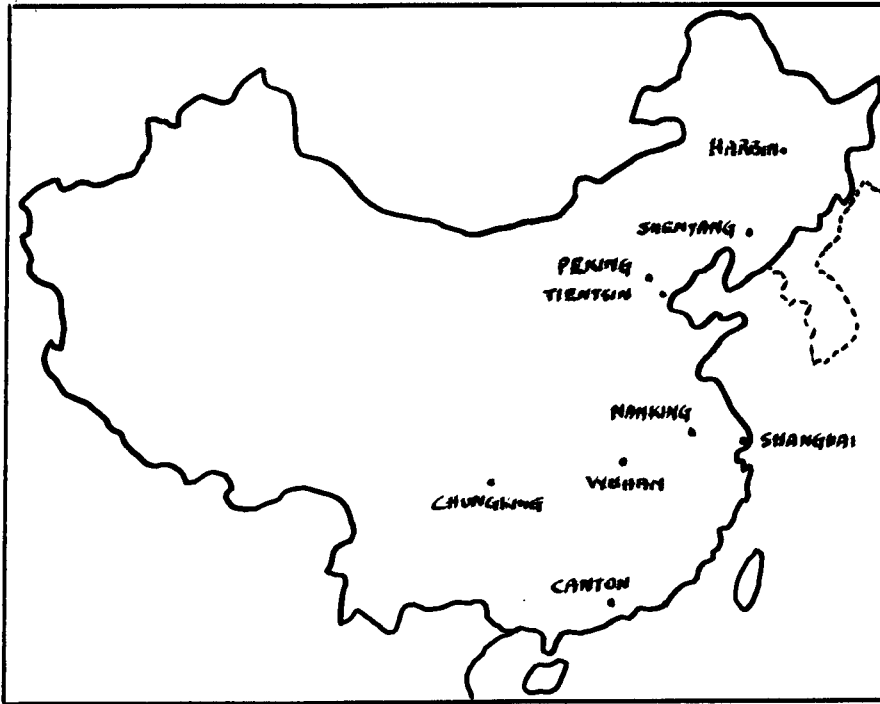 HARBIN
SHENYANG
PEKING
TIENTSIN
NANKING
SHANGHAI
WUHAN
CHUNGKING
CANTON